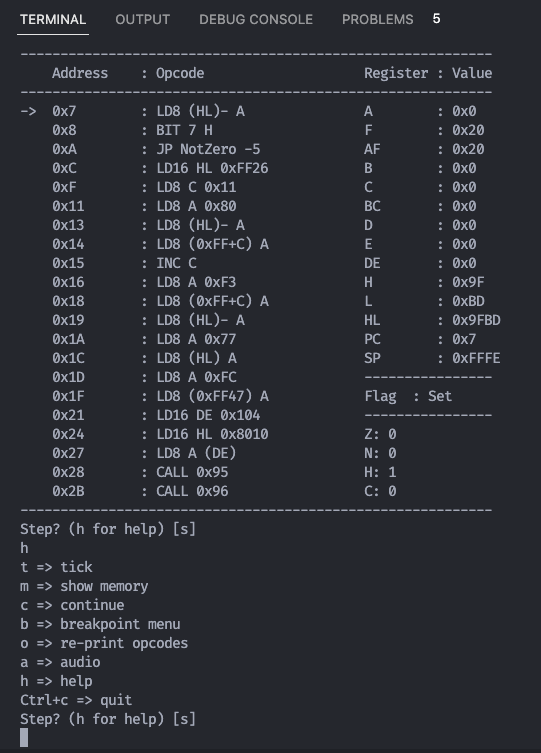 TERMINAL OUTPUT DEBUG CONSOLE PROBLEMS 5
------------------------------------------------------------
Address : Opcode Register : Value
------------------------------------------------------------
-> 0x7 : LD8 (HL)- A A : 0x0
0x8 : BIT 7 H F : 0x20
0xA : JP NotZero -5 AF : 0x20
0xC : LD16 HL 0xFF26 B : 0x0
0xF : LD8 C 0x11 C : 0x0
0x11 : LD8 A 0x80 BC : 0x0
0x13 : LD8 (HL)- A D : 0x0
0x14 : LD8 (0xFF+C) A E : 0x0
0x15 : INC C DE : 0x0
0x16 : LD8 A 0xF3 H : 0x9F
0x18 : LD8 (0xFF+C) A L : 0xBD
0x19 : LD8 (HL)- A HL : 0x9FBD
0x1A : LD8 A 0x77 PC : 0x7
0x1C : LD8 (HL) A SP : 0xFFFE
0x1D : LD8 A 0xFC ----------------
0x1F : LD8 (0xFF47) A Flag : Set
0x21 : LD16 DE 0x104 ----------------
0x24 : LD16 HL 0x8010 Z: 0
0x27 : LD8 A (DE) N: 0
0x28 : CALL 0x95 H: 1
0x2B : CALL 0x96 C: 0
------------------------------------------------------------
Step? (h for help) [s]
h
t => tick
m => show memory
c => continue
b => breakpoint menu
o => re-print opcodes
a => audio
h => help
Ctrl+c => quit
Step? (h for help) [s]